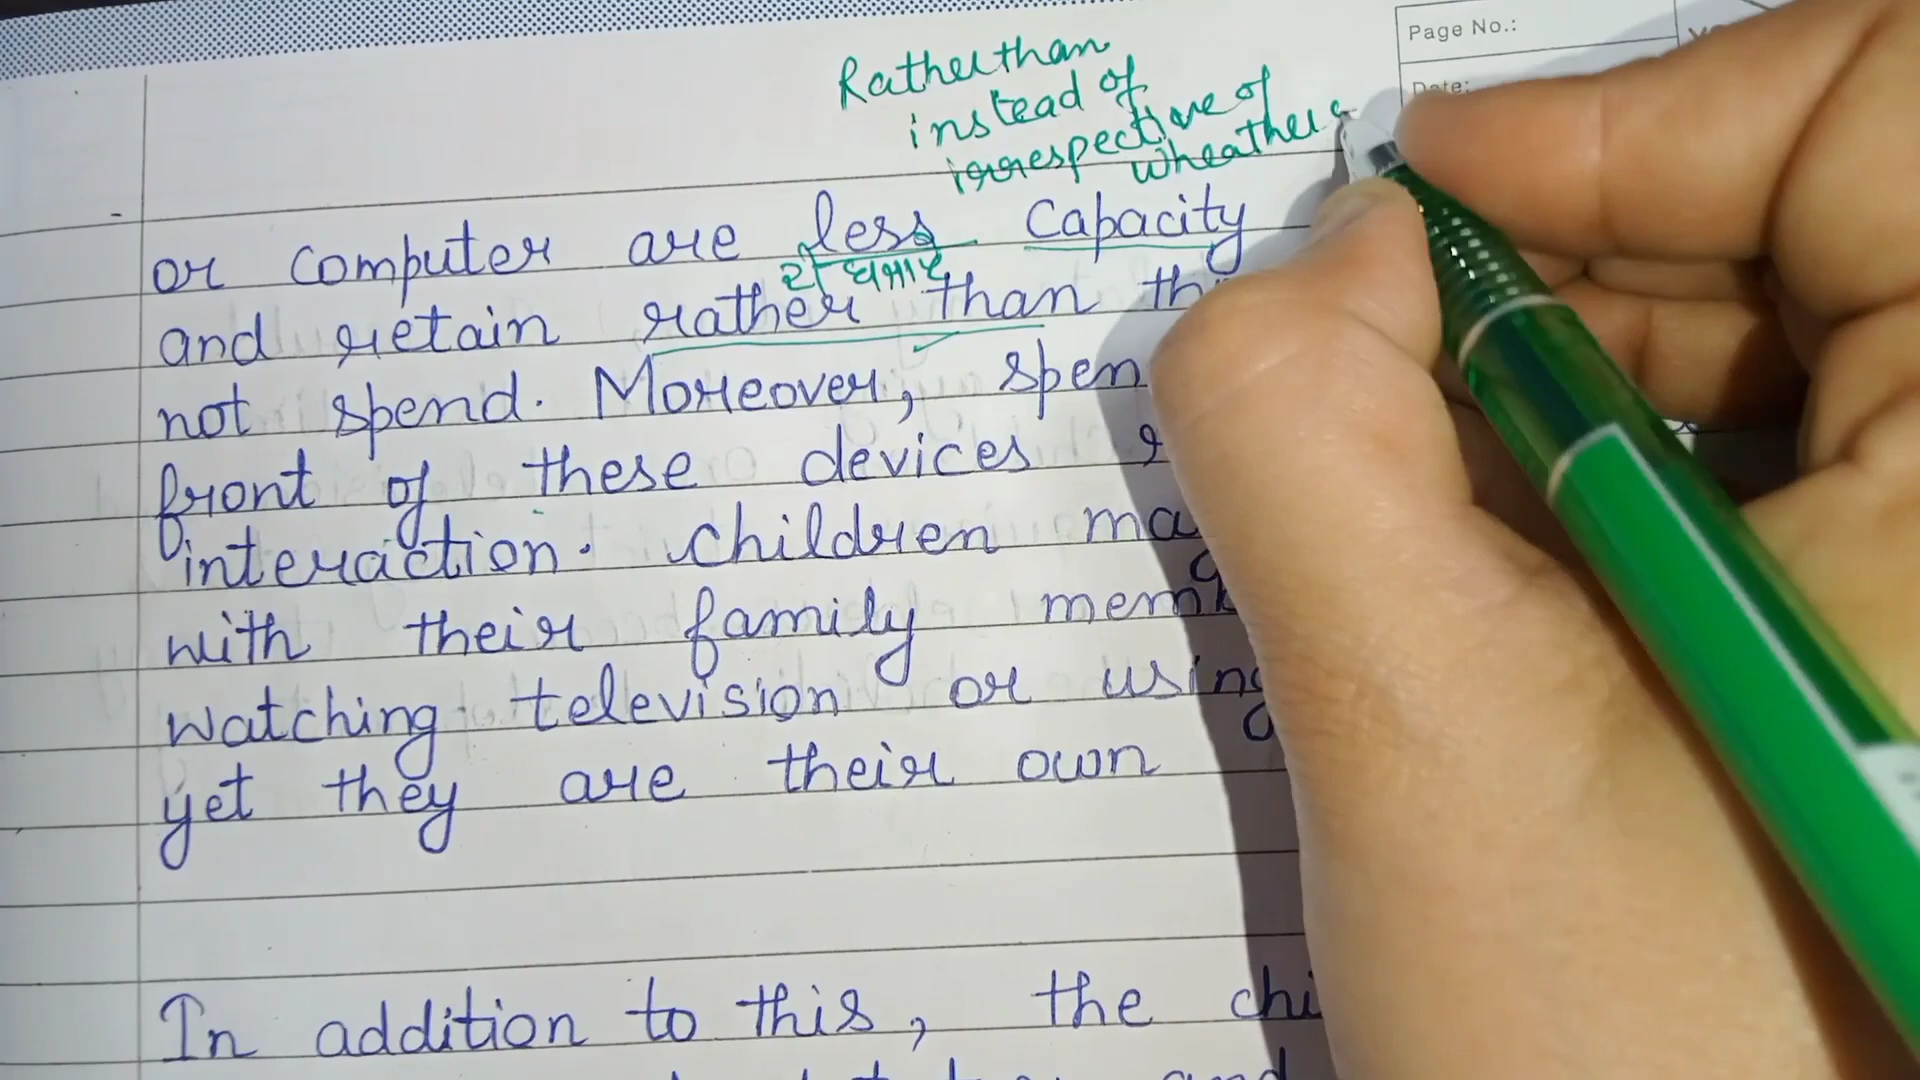 Page No.:
Date:
Rather than
instead of
irrespective of
wheather
or computer are less capacity
and retain rather than
not spend. Moreover, spen
front of these devices
interaction. children ma
with their family mem
watching television or using
yet they are their own
In addition to this, the chi